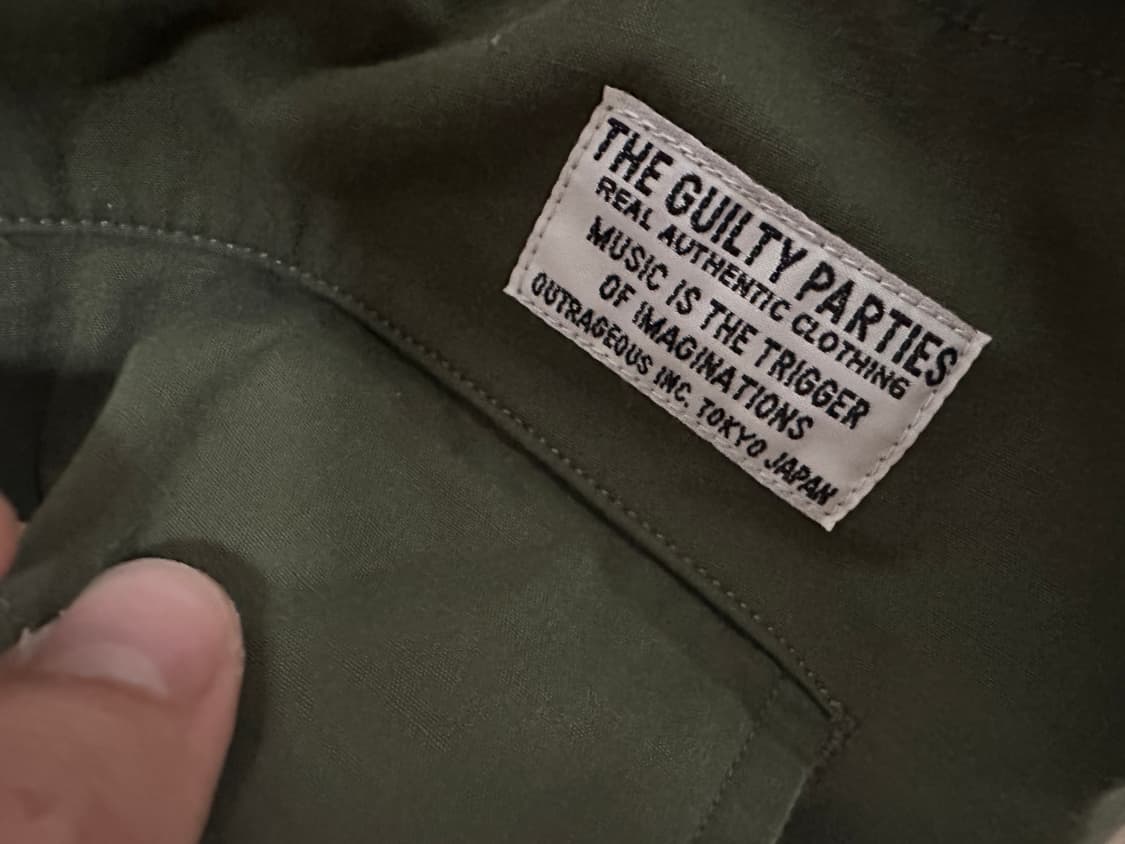 THE GUILTY PARTIES
REAL AUTHENTIC CLOTHING
MUSIC IS THE TRIGGER
OF IMAGINATIONS
OUTRAGEOUS INC. TOKYO JAPAN